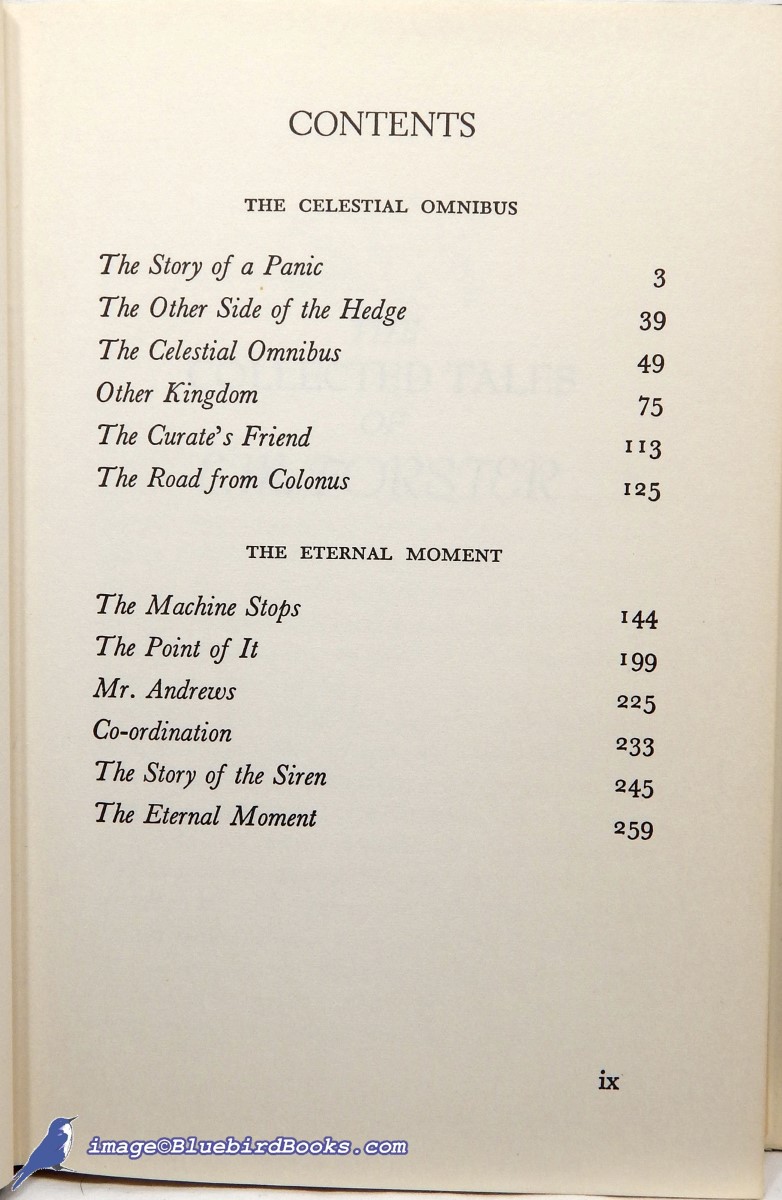 CONTENTS
THE CELESTIAL OMNIBUS
The Story of a Panic 3
The Other Side of the Hedge 39
The Celestial Omnibus 49
Other Kingdom 75
The Curate's Friend 113
The Road from Colonus 125
THE ETERNAL MOMENT
The Machine Stops 144
The Point of It 199
Mr. Andrews 225
Co-ordination 233
The Story of the Siren 245
The Eternal Moment 259
ix
image©BluebirdBooks.com